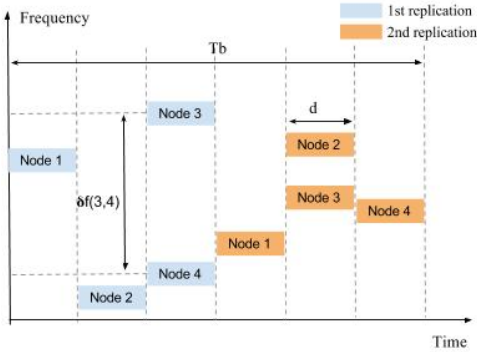 Frequency
1st replication
2nd replication
Tb
Node 3
d
Node 2
Node 1
Node 3
δf(3,4)
Node 4
Node 1
Node 4
Node 2
Time